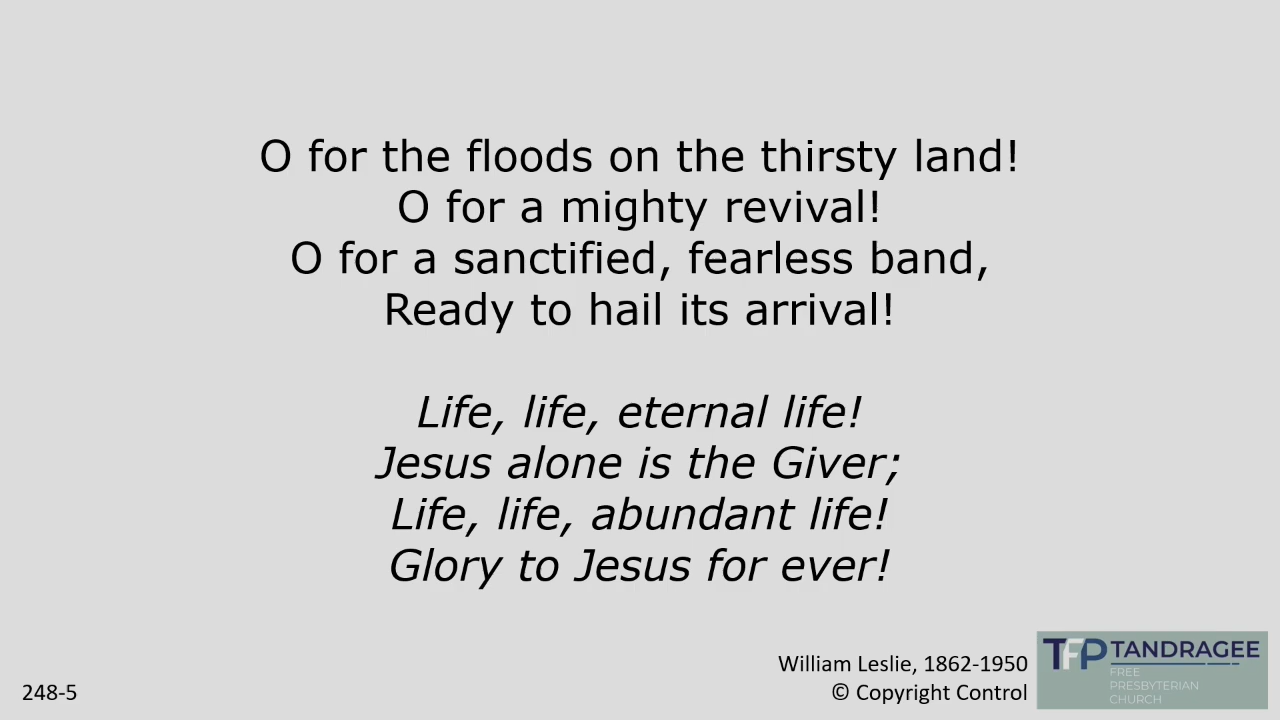 O for the floods on the thirsty land!
O for a mighty revival!
O for a sanctified, fearless band,
Ready to hail its arrival!
Life, life, eternal life!
Jesus alone is the Giver;
Life, life, abundant life!
Glory to Jesus for ever!
William Leslie, 1862-1950
© Copyright Control
248-5
TFP TANDRAGEE
FREE
PRESBYTERIAN
CHURCH